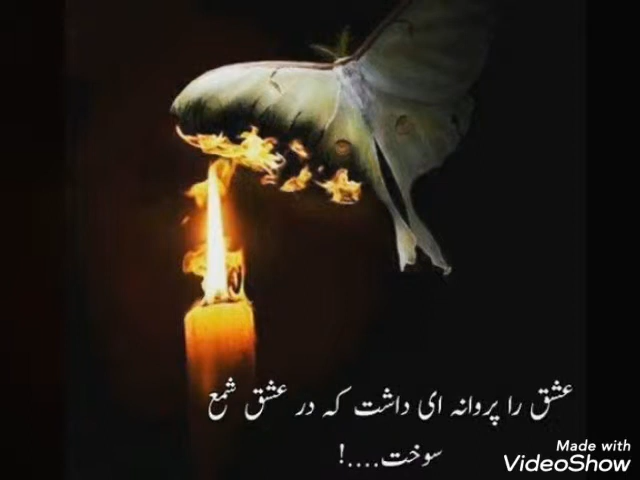 عشق را پروانه ای داشت که در عشق شمع
سوخت....!
Made with
VideoShow